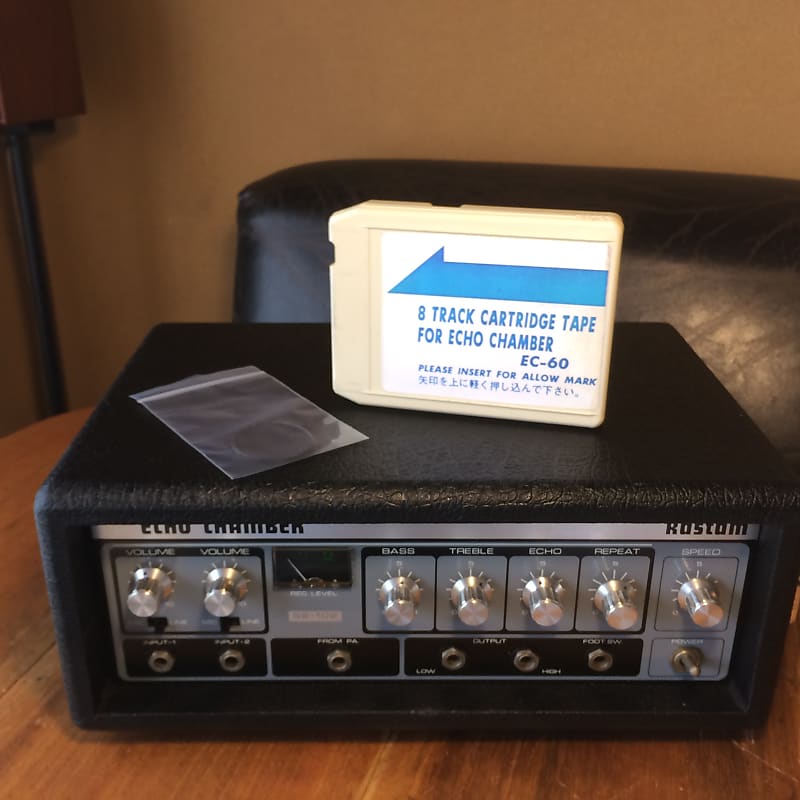 8 TRACK CARTRIDGE TAPE
FOR ECHO CHAMBER
EC-60
PLEASE INSERT FOR ALLOW MARK
矢印を上に軽く押し込んで下さい。
ECHO CHAMBER Kustom
VOLUME VOLUME BASS TREBLE ECHO REPEAT SPEED
REC LEVEL
LINE LINE
INPUT-1 INPUT-2 FROM PA. OUTPUT FOOT SW. POWER
LOW HIGH